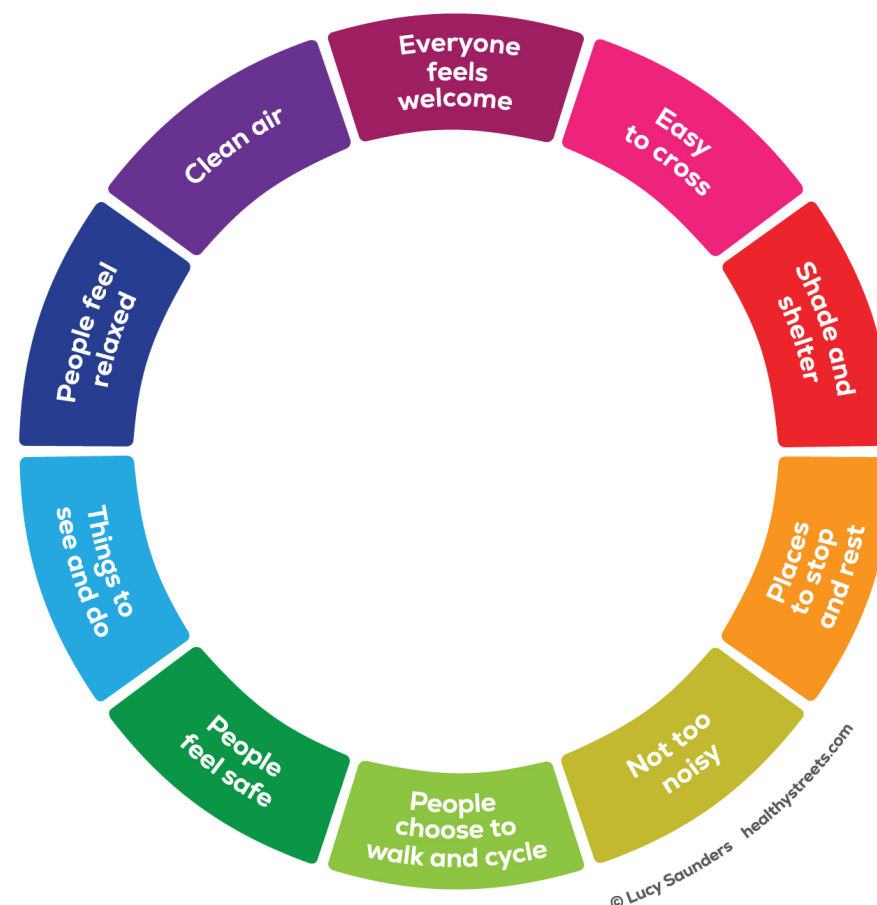 Everyone
feels
welcome
Easy
to cross
Shade and
shelter
Places
to stop
and rest
Not too
noisy
People
choose to
walk and cycle
People
feel safe
Things to
see and do
People feel
relaxed
Clean air
© Lucy Saunders healthystreets.com